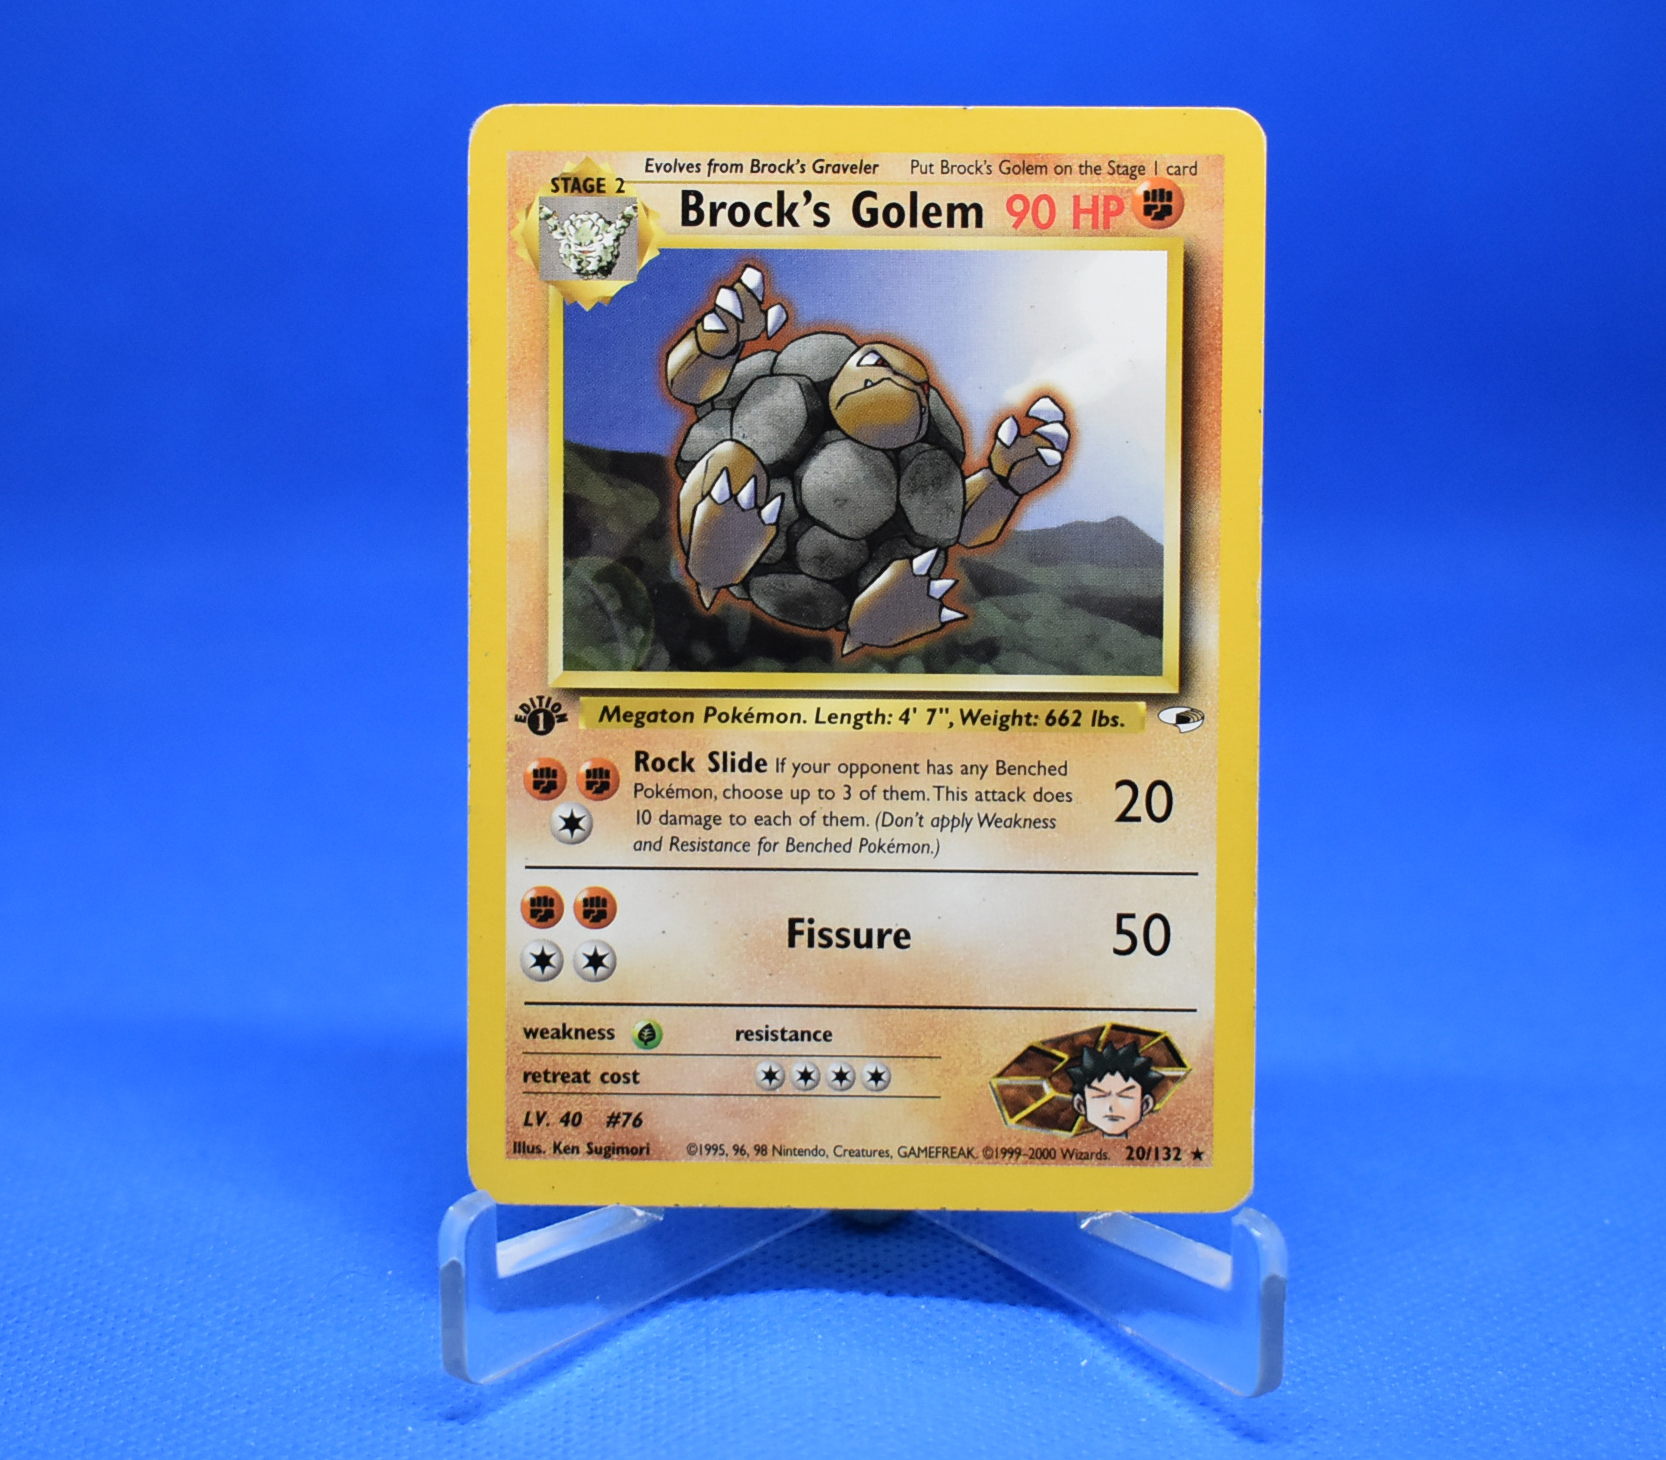 Evolves from Brock's Graveler Put Brock's Golem on the Stage 1 card
STAGE 2
Brock's Golem 90 HP
EDITION
1
Megaton Pokémon. Length: 4' 7", Weight: 662 lbs.
Rock Slide If your opponent has any Benched
Pokémon, choose up to 3 of them. This attack does
10 damage to each of them. (Don't apply Weakness
and Resistance for Benched Pokémon.)
20
Fissure 50
weakness resistance
retreat cost
LV. 40 #76
Illus. Ken Sugimori ©1995, 96, 98 Nintendo, Creatures, GAMEFREAK. ©1999-2000 Wizards. 20/132 ★